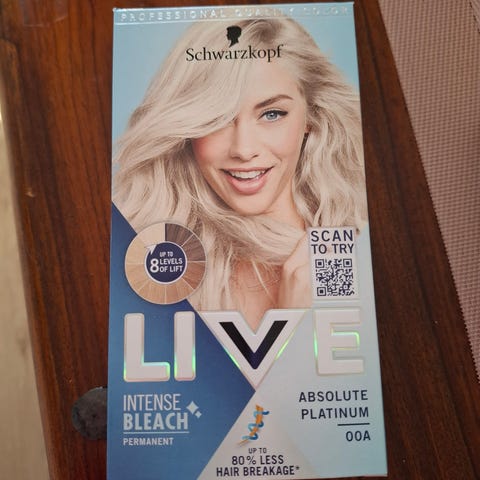 PROFESSIONAL QUALITY COLOR
Schwarzkopf
UP TO
8 LEVELS
OF LIFT
SCAN
TO TRY
LIVE
INTENSE
BLEACH
PERMANENT
ABSOLUTE
PLATINUM
00A
UP TO
80% LESS
HAIR BREAKAGE*